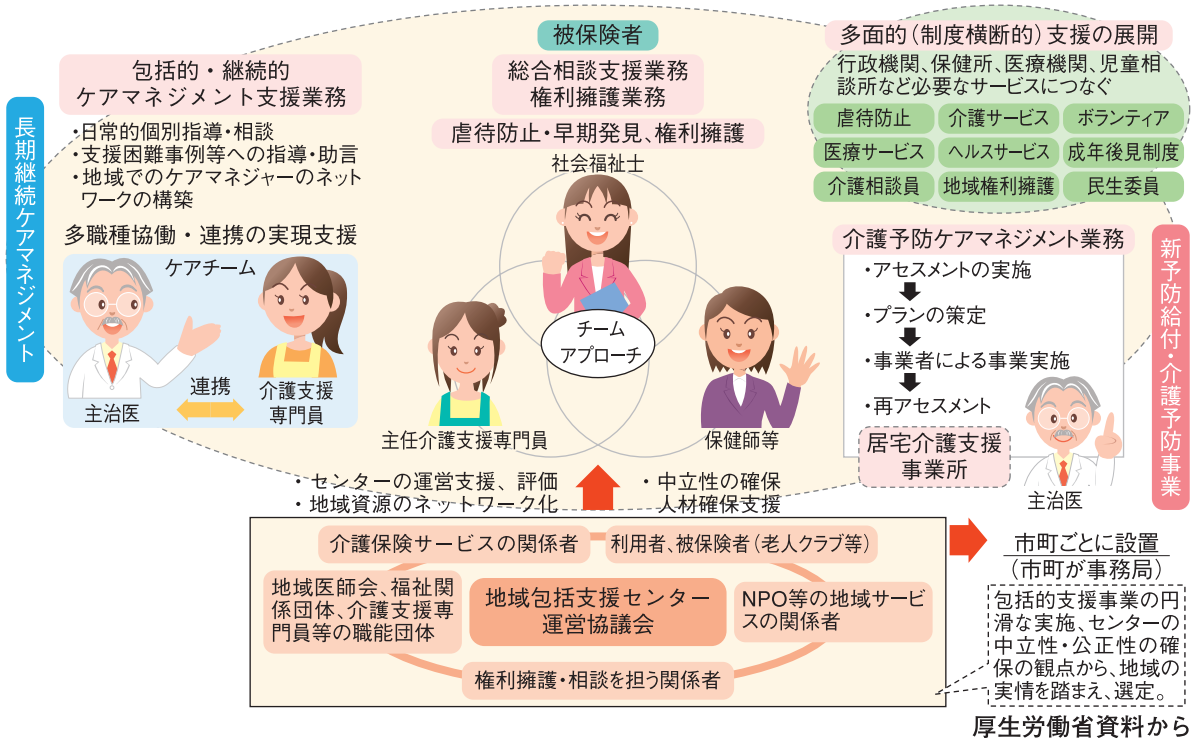 被保険者
総合相談支援業務
権利擁護業務
虐待防止・早期発見、権利擁護
社会福祉士
チーム
アプローチ
主任介護支援専門員
保健師等
長期継続ケアマネジメント
包括的・継続的
ケアマネジメント支援業務
・日常的個別指導・相談
・支援困難事例等への指導・助言
・地域でのケアマネジャーのネット
ワークの構築
多職種協働・連携の実現支援
ケアチーム
連携
主治医
介護支援
専門員
多面的（制度横断的）支援の展開
行政機関、保健所、医療機関、児童相
談所など必要なサービスにつなぐ
虐待防止
介護サービス
ボランティア
医療サービス
ヘルスサービス
成年後見制度
介護相談員
地域権利擁護
民生委員
新予防給付・介護予防事業
介護予防ケアマネジメント業務
・アセスメントの実施
・プランの策定
・事業者による事業実施
・再アセスメント
居宅介護支援
事業所
主治医
・センターの運営支援、評価
・地域資源のネットワーク化
・中立性の確保
人材確保支援
介護保険サービスの関係者
利用者、被保険者（老人クラブ等）
地域医師会、福祉関
係団体、介護支援専
門員等の職能団体
地域包括支援センター
運営協議会
NPO等の地域サービ
スの関係者
権利擁護・相談を担う関係者
市町ごとに設置
（市町が事務局）
包括的支援事業の円
滑な実施、センターの
中立性・公正性の確
保の観点から、地域の
実情を踏まえ、選定。
厚生労働省資料から